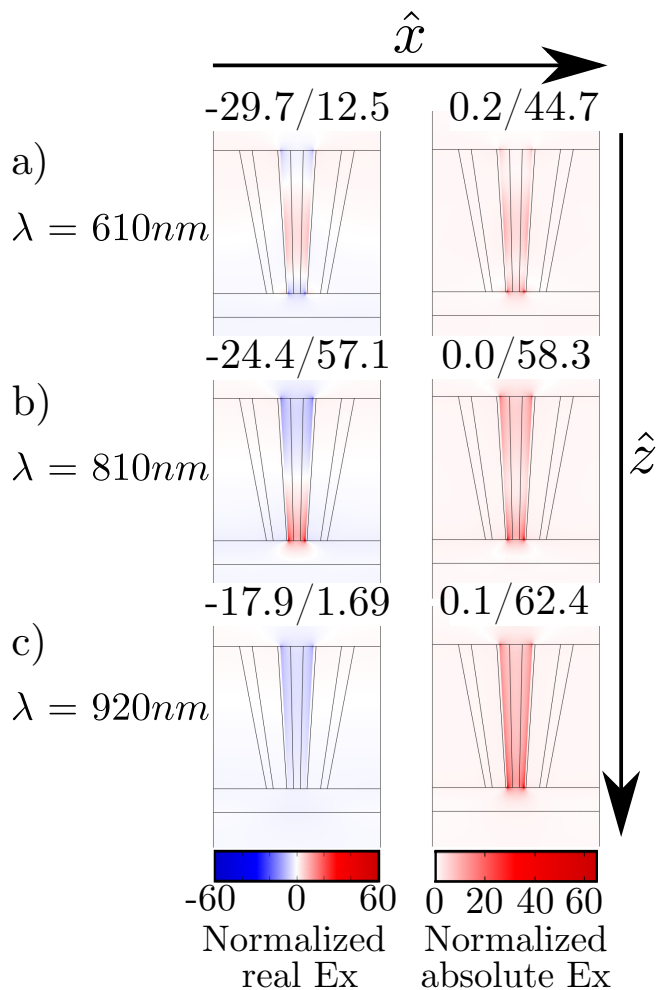 x̂
-29.7/12.5 0.2/44.7
a)
λ = 610nm
-24.4/57.1 0.0/58.3
b)
ẑ
λ = 810nm
-17.9/1.69 0.1/62.4
c)
λ = 920nm
-60 0 60 0 20 40 60
Normalized Normalized
real Ex absolute Ex